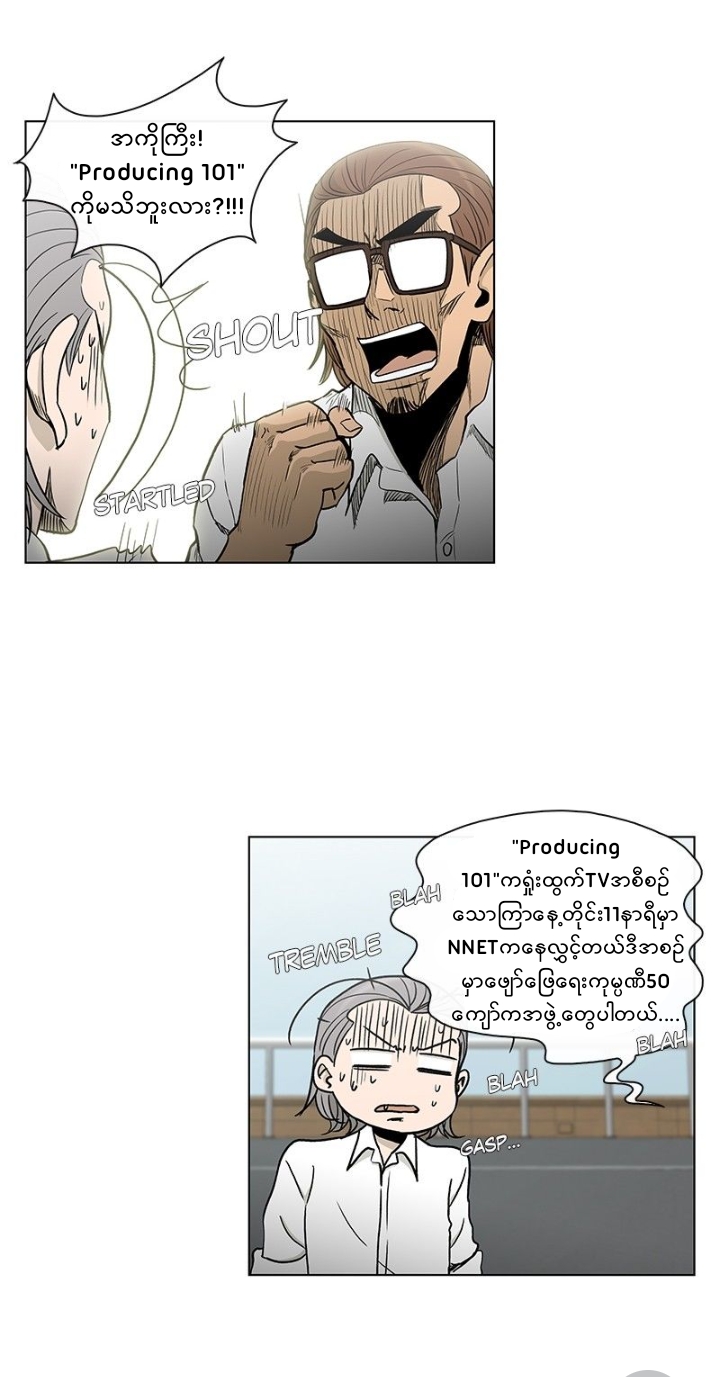 အာကိုကြီး!
"Producing 101"
ကိုမသိဘူးလား?!!!
SHOUT
STARTLED
"Producing
101"ကရှုံးထွက်TVအစီစဉ်
သောကြာနေ့တိုင်း11နာရီမှာ
NNETကနေလွှင့်တယ်ဒီအစဉ်
မှာဖျော်ဖြေရေးကုမ္ပဏီ50
ကျော်ကအဖွဲ့တွေပါတယ်....
BLAH
TREMBLE
BLAH
BLAH
GASP...